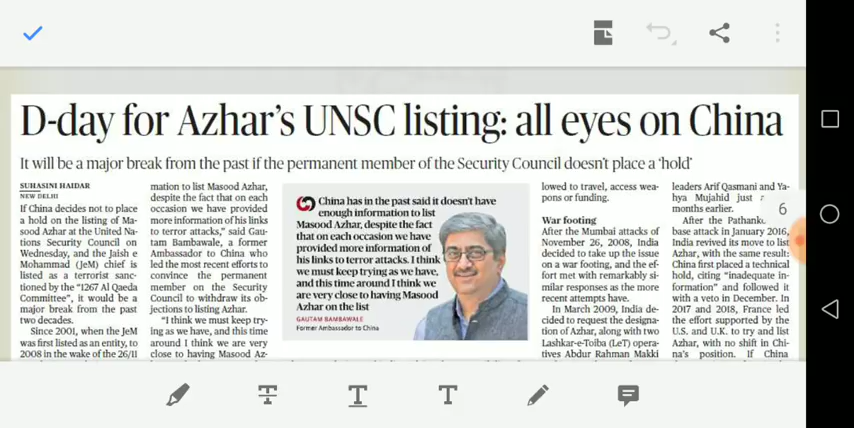 D-day for Azhar's UNSC listing: all eyes on China
It will be a major break from the past if the permanent member of the Security Council doesn't place a 'hold'
SUHASINI HAIDAR
NEW DELHI
If China decides not to place
a hold on the listing of Ma-
sood Azhar at the United Na-
tions Security Council on
Wednesday, and the Jaish e
Mohammad (JeM) chief is
listed as a terrorist sanc-
tioned by the "1267 Al Qaeda
Committee", it would be a
major break from the past
two decades.
Since 2001, when the JeM
was first listed as an entity, to
2008 in the wake of the 26/11
mation to list Masood Azhar,
despite the fact that on each
occasion we have provided
more information of his links
to terror attacks," said Gau-
tam Bambawale, a former
Ambassador to China who
led the most recent efforts to
convince the permanent
member on the Security
Council to withdraw its ob-
jections to listing Azhar.
"I think we must keep try-
ing as we have, and this time
around I think we are very
close to having Masood Az-
China has in the past said it doesn't have
enough information to list
Masood Azhar, despite the fact
that on each occasion we have
provided more information of
his links to terror attacks. I think
we must keep trying as we have,
and this time around I think we
are very close to having Masood
Azhar on the list
GAUTAM BAMBAWALE
Former Ambassador to China
lowed to travel, access wea-
pons or funding.
War footing
After the Mumbai attacks of
November 26, 2008, India
decided to take up the issue
on a war footing, and the ef-
fort met with remarkably si-
milar responses as the more
recent attempts have.
In March 2009, India de-
cided to request the designa-
tion of Azhar, along with two
Lashkar-e-Toiba (LeT) opera-
tives Abdur Rahman Makki
leaders Arif Qasmani and Ya-
hya Mujahid just
months earlier.
After the Pathank
base attack in January 2016,
India revived its move to list
Azhar, with the same result:
China first placed a technical
hold, citing "inadequate in-
formation" and followed it
with a veto in December. In
2017 and 2018, France led
the effort supported by the
U.S. and U.K. to try and list
Azhar, with no shift in Chi-
na's position. If China
6